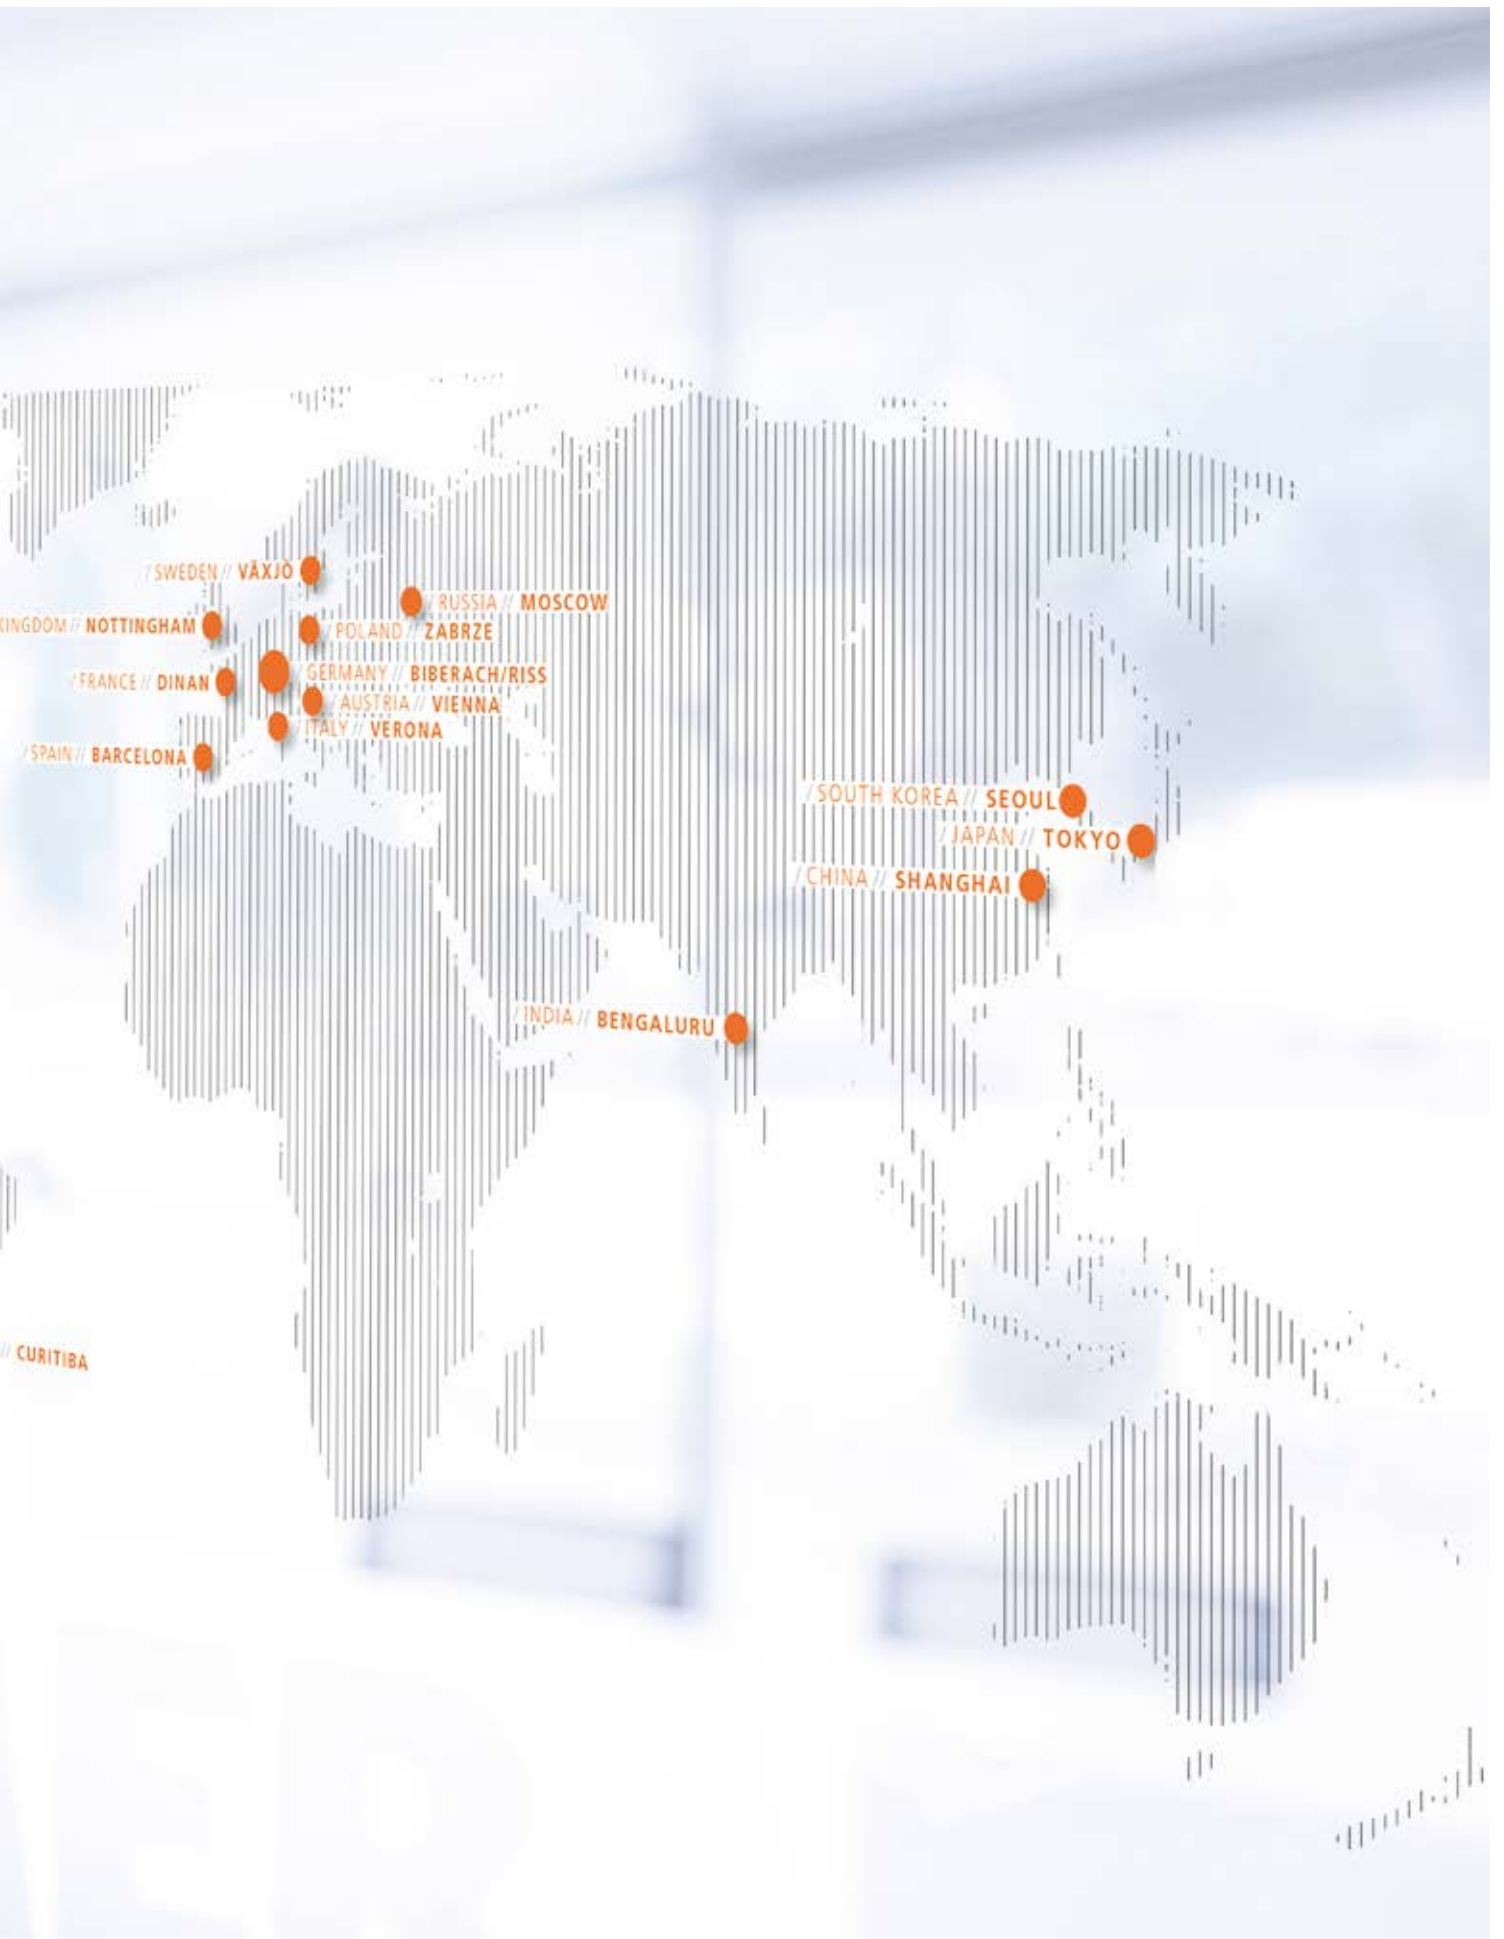 / SWEDEN // VÄXJÖ
/ RUSSIA // MOSCOW
KINGDOM // NOTTINGHAM
/ POLAND // ZABRZE
/ FRANCE // DINAN
/ GERMANY // BIBERACH/RISS
/ AUSTRIA // VIENNA
/ ITALY // VERONA
/ SPAIN // BARCELONA
/ SOUTH KOREA // SEOUL
/ JAPAN // TOKYO
/ CHINA // SHANGHAI
/ INDIA // BENGALURU
// CURITIBA